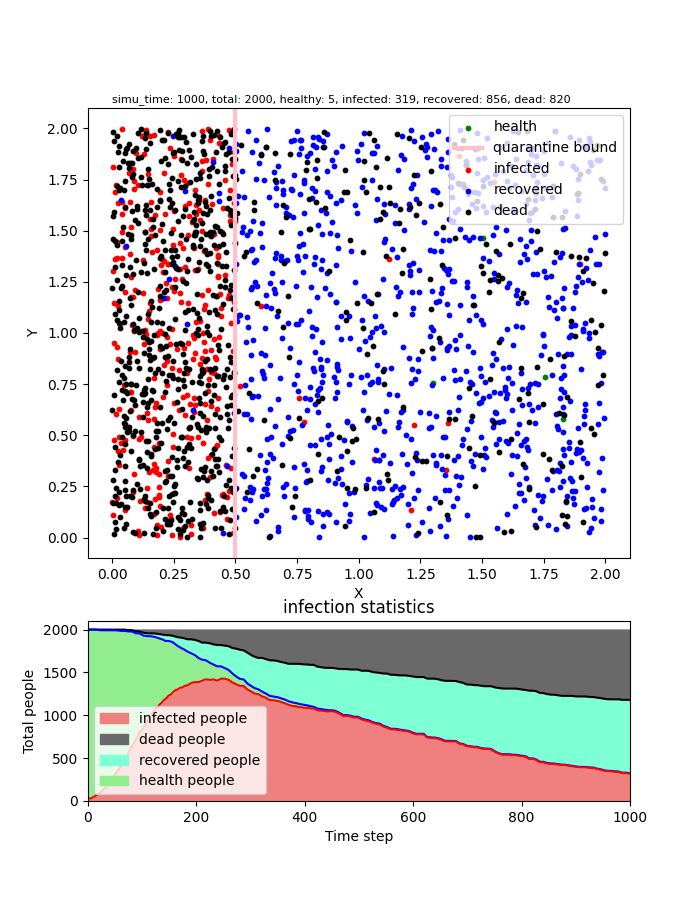 simu_time: 1000, total: 2000, healthy: 5, infected: 319, recovered: 856, dead: 820
health
quarantine bound
infected
recovered
dead
2.00
1.75
1.50
1.25
1.00
0.75
0.50
0.25
0.00
Y
0.00 0.25 0.50 0.75 1.00 1.25 1.50 1.75 2.00
X
infection statistics
2000
1500
1000
500
0
Total people
infected people
dead people
recovered people
health people
0 200 400 600 800 1000
Time step